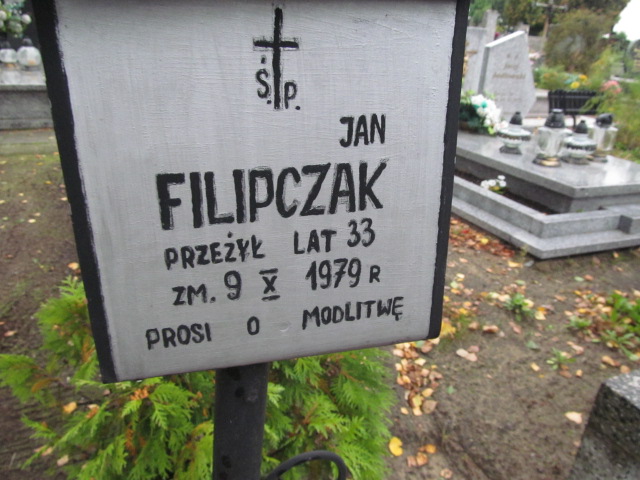 Ś. P.
JAN
FILIPCZAK
PRZEŻYŁ LAT 33
ZM. 9 X 1979 R
PROSI O MODLITWĘ